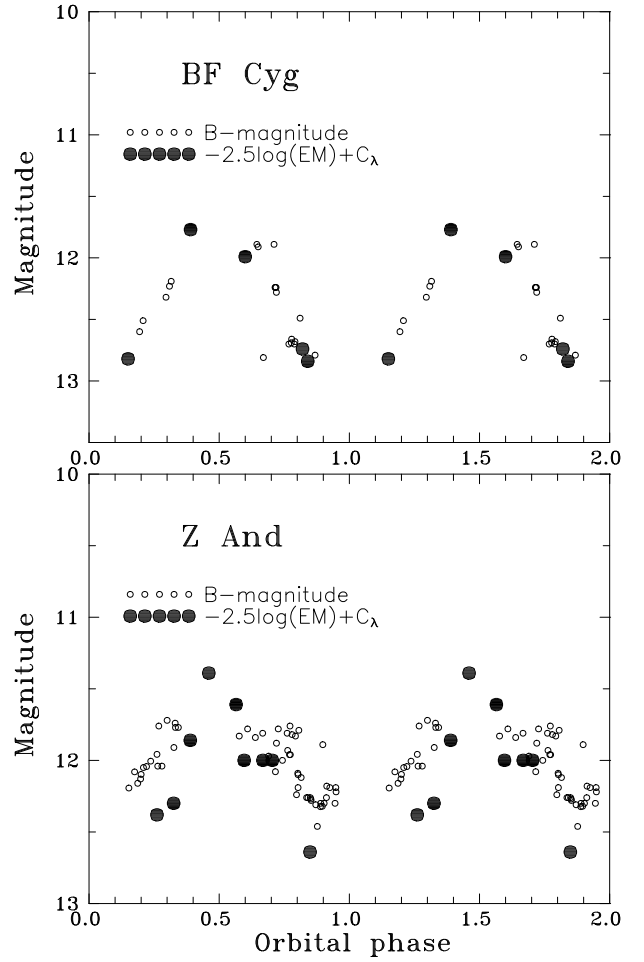 10
BF Cyg
11
B-magnitude
-2.5log(EM)+Cλ
Magnitude
12
13
0.0 0.5 1.0 1.5 2.0
10
Z And
11
B-magnitude
-2.5log(EM)+Cλ
Magnitude
12
13
0.0 0.5 1.0 1.5 2.0
Orbital phase